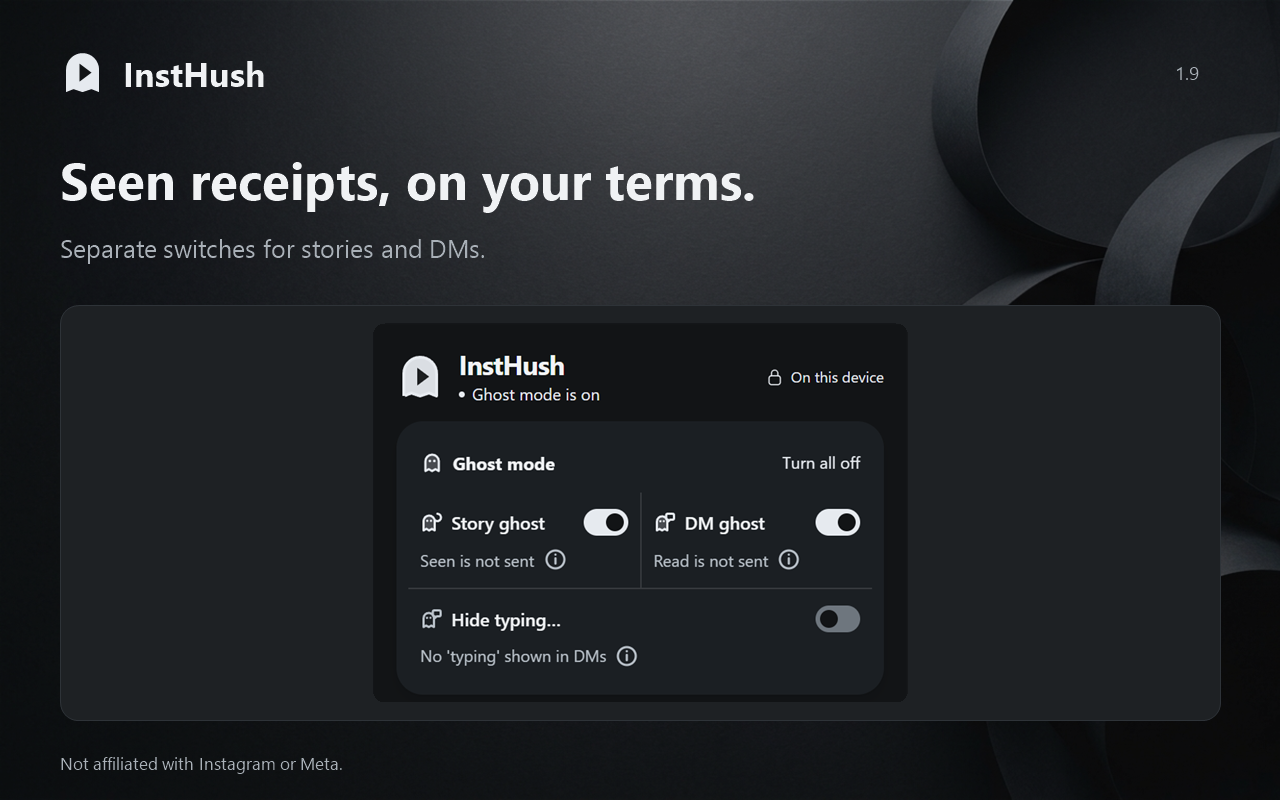 InstHush
1.9
Seen receipts, on your terms.
Separate switches for stories and DMs.
InstHush
• Ghost mode is on
On this device
Ghost mode
Turn all off
Story ghost
DM ghost
Seen is not sent
Read is not sent
Hide typing...
No 'typing' shown in DMs
Not affiliated with Instagram or Meta.